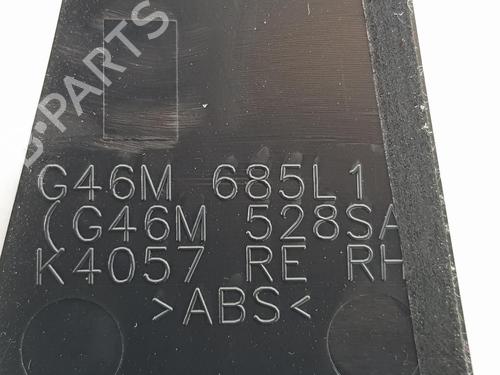 B-PARTS
G46M 685L1
(G46M 528SA
K4057 RE RH
>ABS<